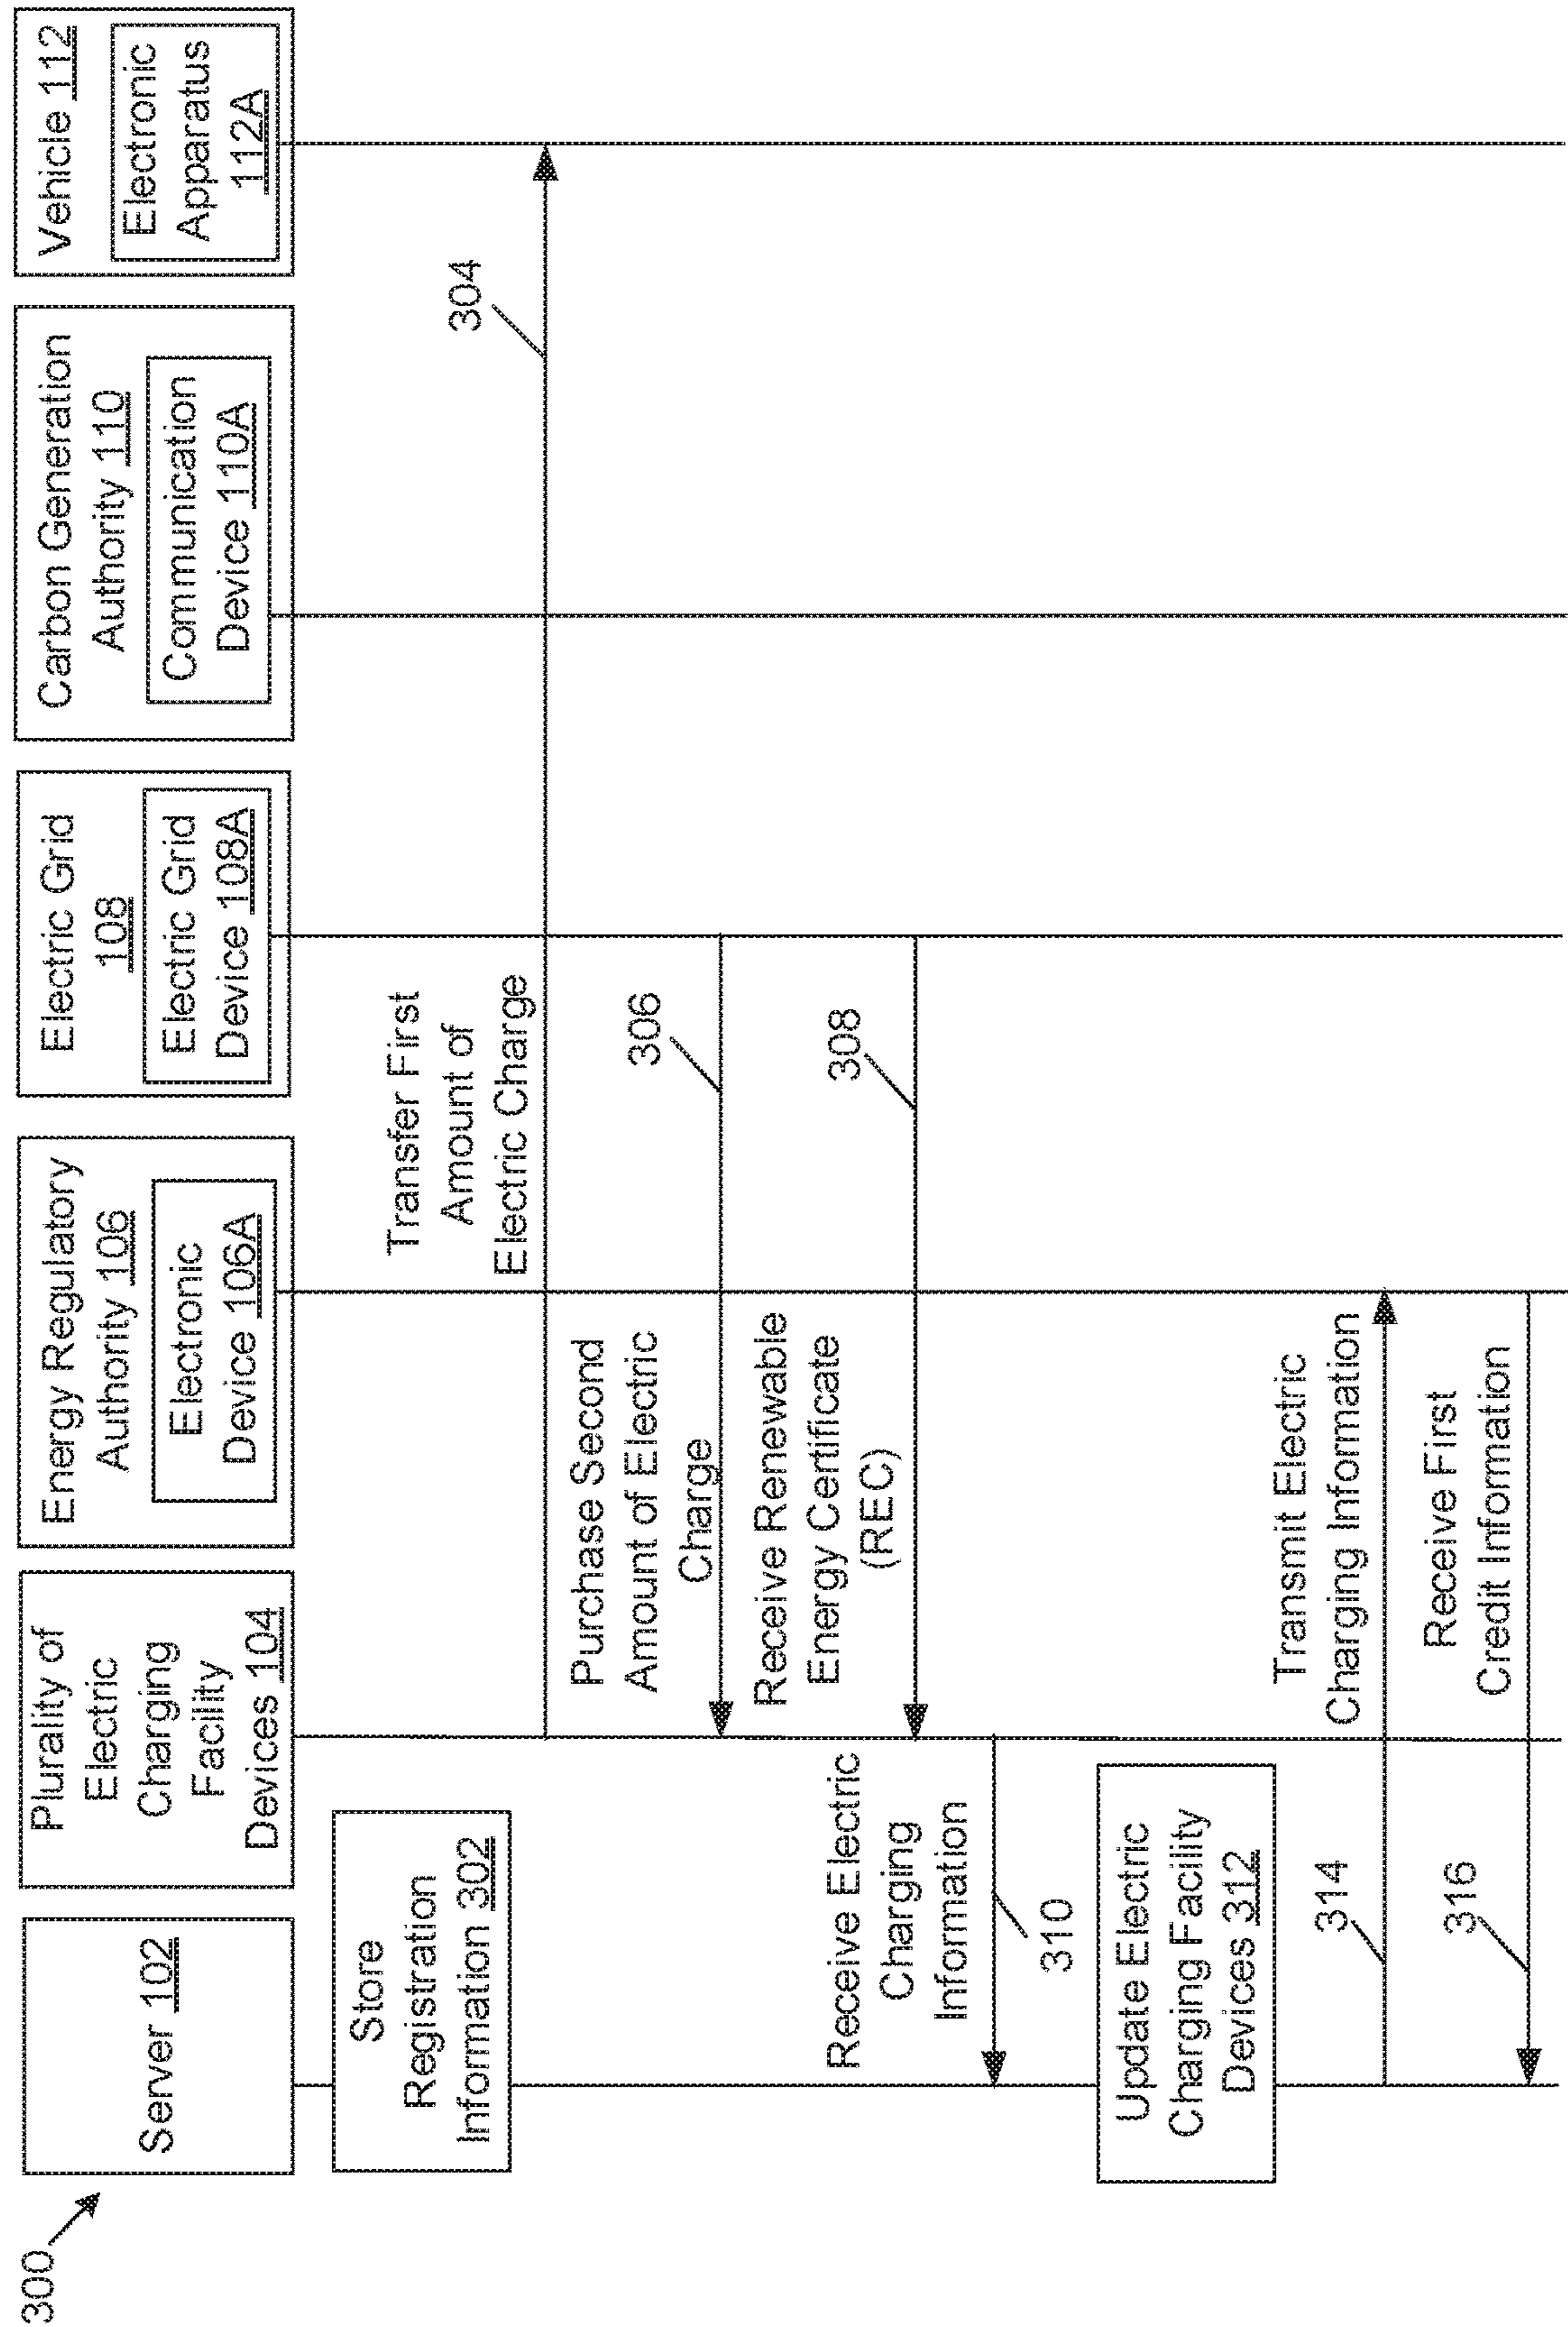 300
Server 102
Plurality of
Electric
Charging
Facility
Devices 104
Energy Regulatory
Authority 106
Electronic
Device 106A
Electric Grid
108
Electric Grid
Device 108A
Carbon Generation
Authority 110
Communication
Device 110A
Vehicle 112
Electronic
Apparatus
112A
Store
Registration
Information 302
Transfer First
Amount of
Electric Charge
304
Purchase Second
Amount of Electric
Charge
306
Receive Renewable
Energy Certificate
(REC)
308
Receive Electric
Charging
Information
310
Update Electric
Charging Facility
Devices 312
Transmit Electric
Charging Information
314
Receive First
Credit Information
316